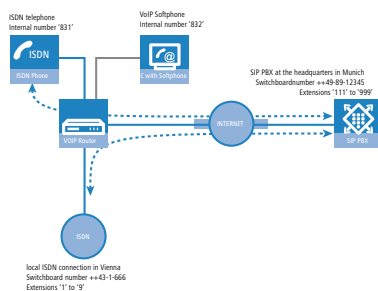 ISDN telephone
Internal number '831'
ISDN
ISDN Phone
VoIP Softphone
Internal number '832'
C with Softphone
SIP PBX at the headquarters in Munich
Switchboardnumber ++49-89-12345
Extensions '111' to '999'
VOIP Router
INTERNET
SIP PBX
ISDN
local ISDN connection in Vienna
Switchboard number ++43-1-666
Extensions '1' to '9'